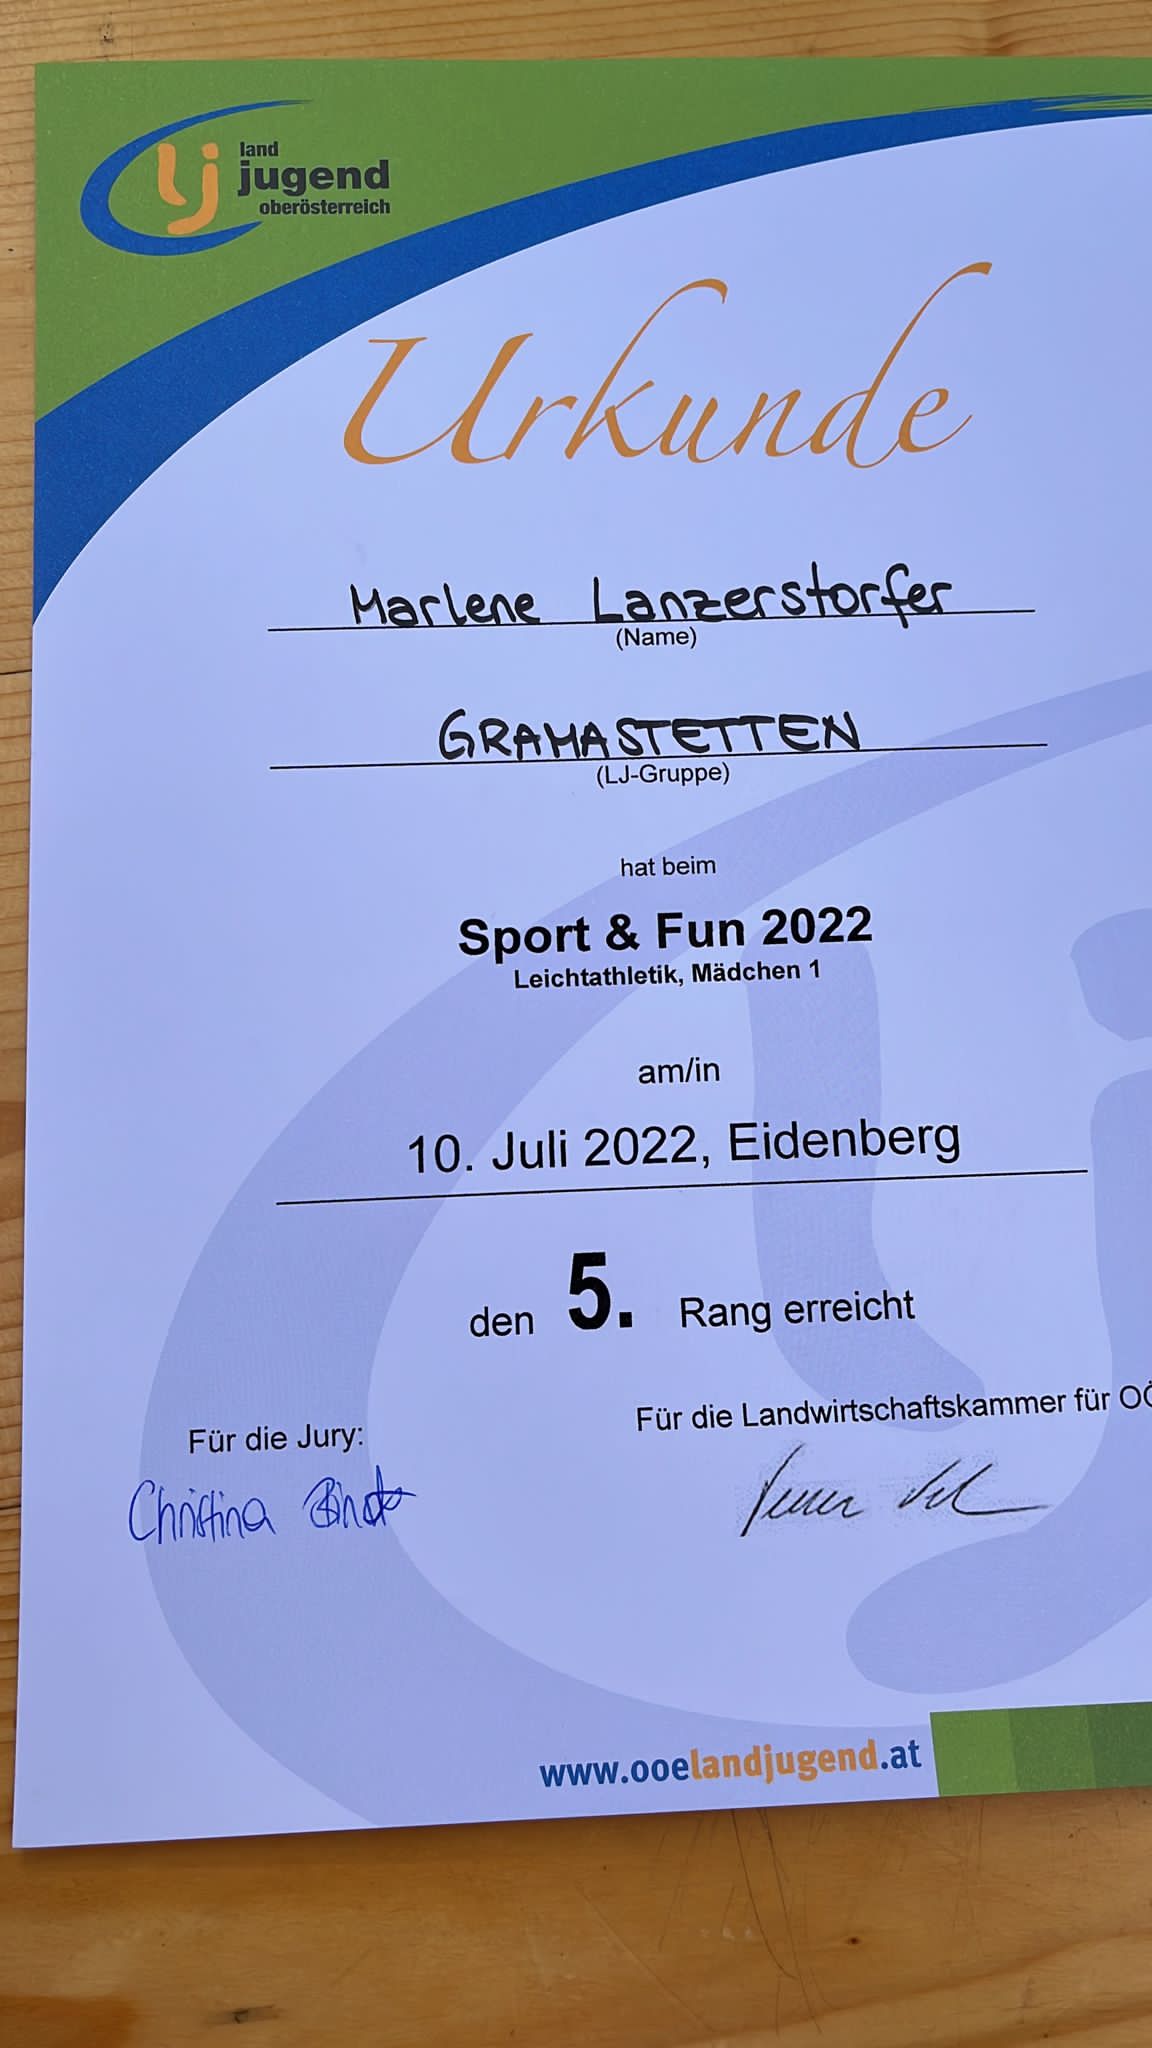 land
jugend
oberösterreich
Urkunde
Marlene Lanzerstorfer
(Name)
GRAMASTETTEN
(LJ-Gruppe)
hat beim
Sport & Fun 2022
Leichtathletik, Mädchen 1
am/in
10. Juli 2022, Eidenberg
den 5. Rang erreicht
Für die Jury:
Für die Landwirtschaftskammer für OÖ
Christina
www.ooelandjugend.at